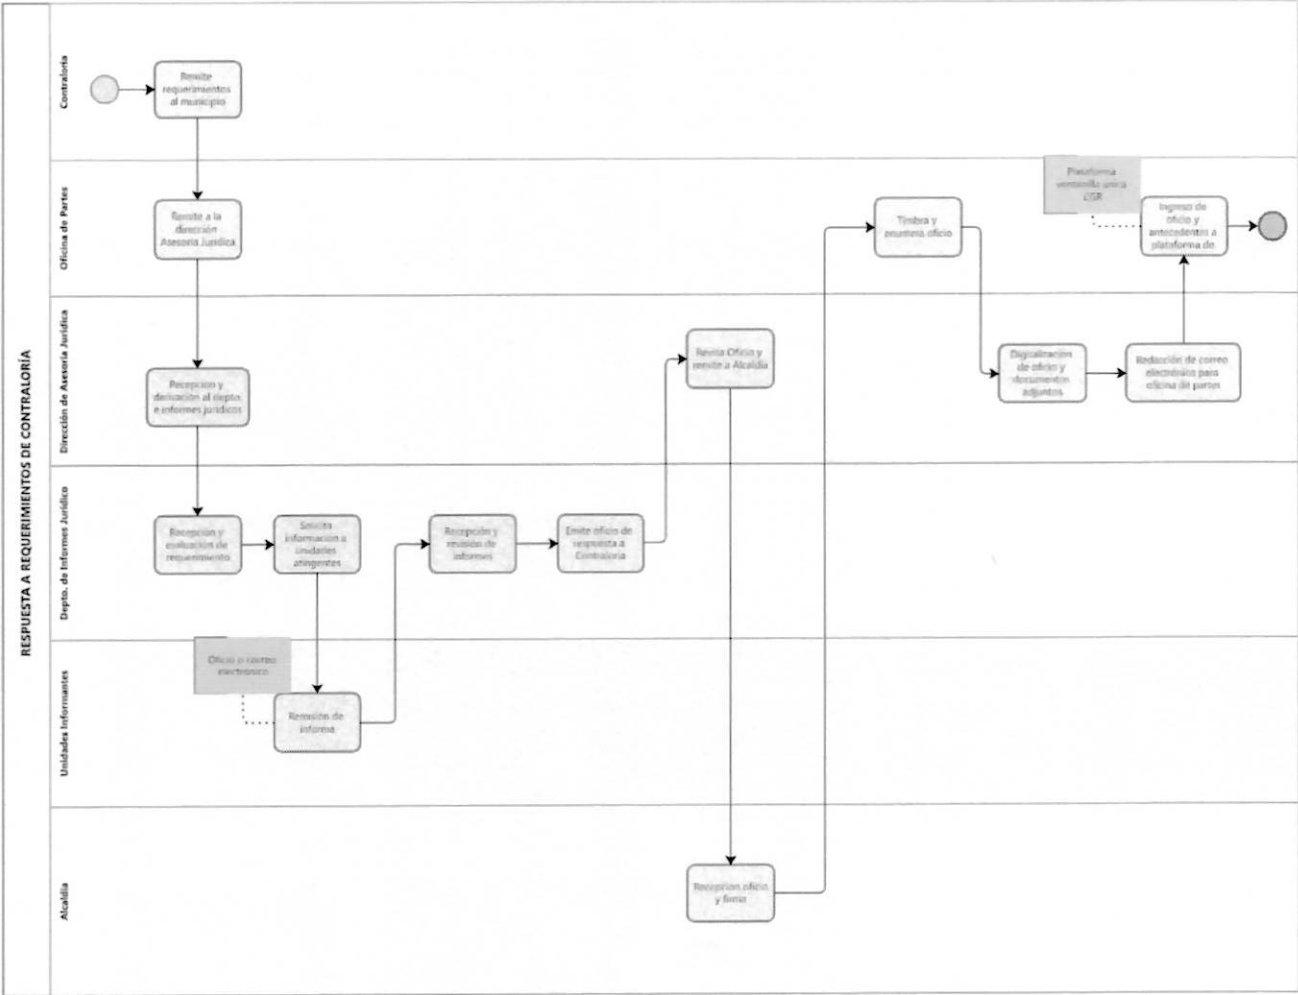 RESPUESTA A REQUERIMIENTOS DE CONTRALORÍA
Contraloría
Remite
requerimientos
al municipio
Oficina de Partes
Remite a la
dirección
Asesoría Jurídica
Timbra y
enumera oficio
Plataforma
ventanilla unica
CGR
Ingreso de
oficio y
antecedentes a
plataforma de
Dirección de Asesoría Jurídica
Recepcion y
derivación al depto.
e informes jurídicos
Revisa Oficio y
remite a Alcaldía
Digitalización
de oficio y
documentos
adjuntos
Redacción de correo
electrónico para
oficina de partes
Depto. de Informes Jurídico
Recepción y
evaluación de
requerimiento
Solicita
información a
unidades
atingentes
Recepción y
revisión de
informes
Emite oficio de
respuesta a
Contraloría
Unidades Informantes
Oficio o correo
electrónico
Remisión de
informe
Alcaldía
Recepcion oficio
y firma